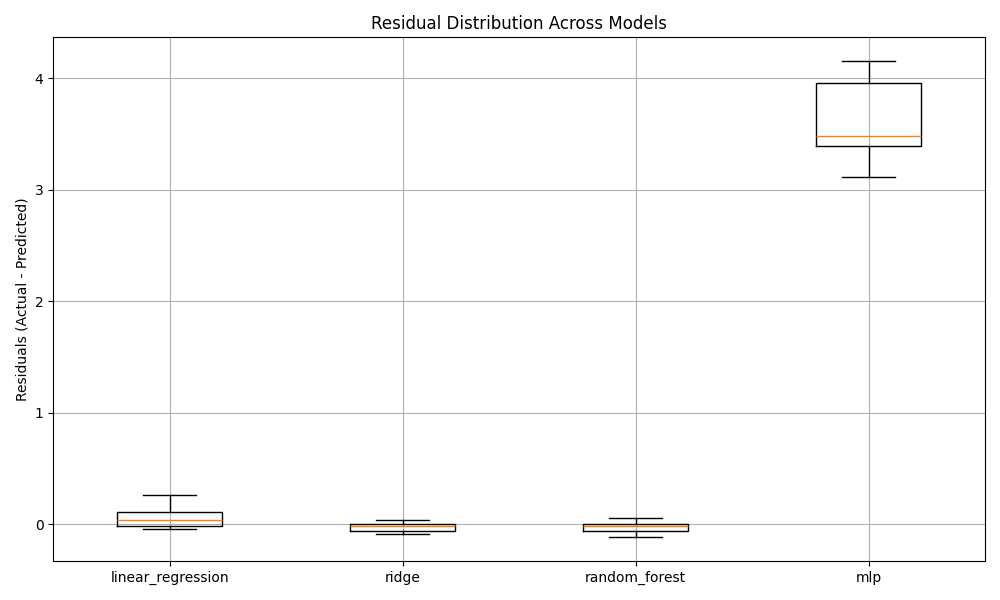 Residual Distribution Across Models
Residuals (Actual - Predicted)
4
3
2
1
0
linear_regression
ridge
random_forest
mlp